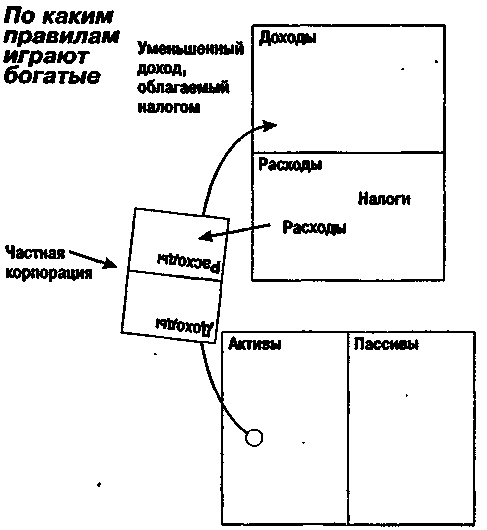 По каким
правилам
играют
богатые
Уменьшенный
доход,
облагаемый
налогом
Доходы
Расходы
Налоги
Расходы
Частная
корпорация
Расходы
Доходы
Активы
Пассивы